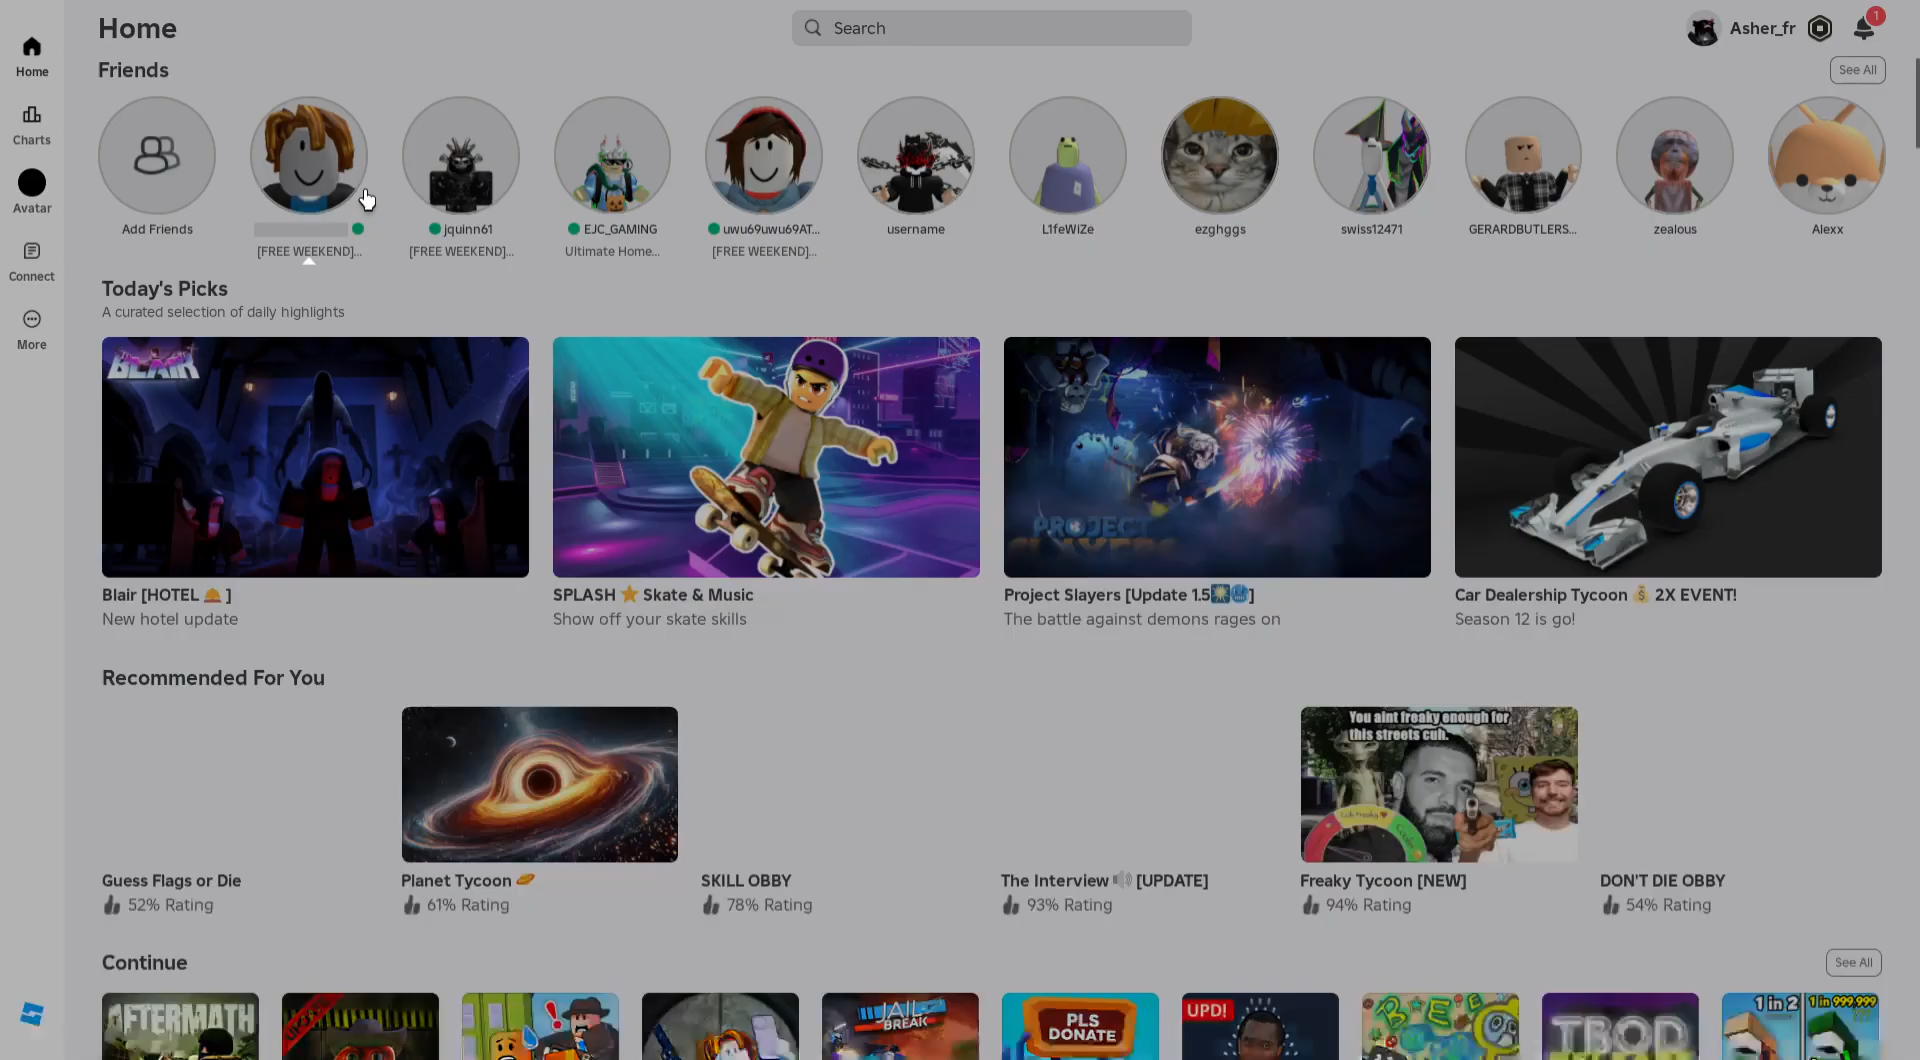 Home
Search
Asher_fr
1
Home
Charts
Avatar
Connect
More
Friends
See All
Add Friends
[FREE WEEKEND]...
jquinn61
[FREE WEEKEND]...
EJC_GAMING
Ultimate Home...
uwu69uwu69AT...
[FREE WEEKEND]...
username
L1feWiZe
ezghggs
swiss12471
GERARDBUTLERS...
zealous
Alexx
Today's Picks
A curated selection of daily highlights
BLAIR
PROJECT
SLAYERS
Blair [HOTEL 🛎️ ]
New hotel update
SPLASH ⭐ Skate & Music
Show off your skate skills
Project Slayers [Update 1.5🎆🥶]
The battle against demons rages on
Car Dealership Tycoon 💰 2X EVENT!
Season 12 is go!
Recommended For You
You aint freaky enough for
this streets cuh.
Guess Flags or Die
52% Rating
Planet Tycoon 🪐
61% Rating
SKILL OBBY
78% Rating
The Interview 🔊 [UPDATE]
93% Rating
Freaky Tycoon [NEW]
94% Rating
DON'T DIE OBBY
54% Rating
Continue
See All
AFTERMATH
JAIL
BREAK
PLS
DONATE
UPD!
BEE
TBOD
1 in 2
1 in 999,999